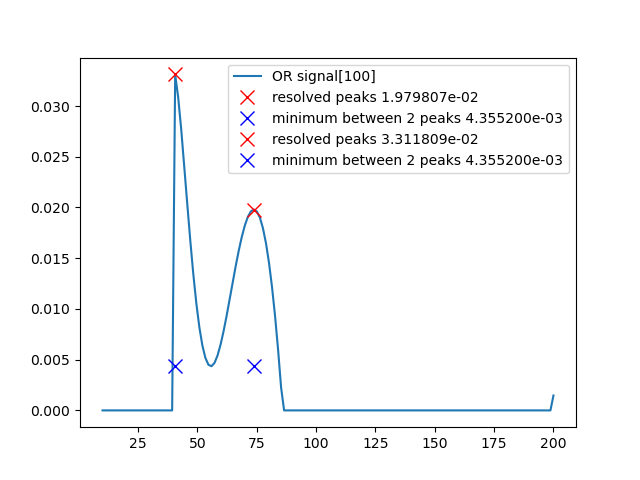 OR signal[100]
resolved peaks 1.979807e-02
minimum between 2 peaks 4.355200e-03
resolved peaks 3.311809e-02
minimum between 2 peaks 4.355200e-03
0.030
0.025
0.020
0.015
0.010
0.005
0.000
25 50 75 100 125 150 175 200